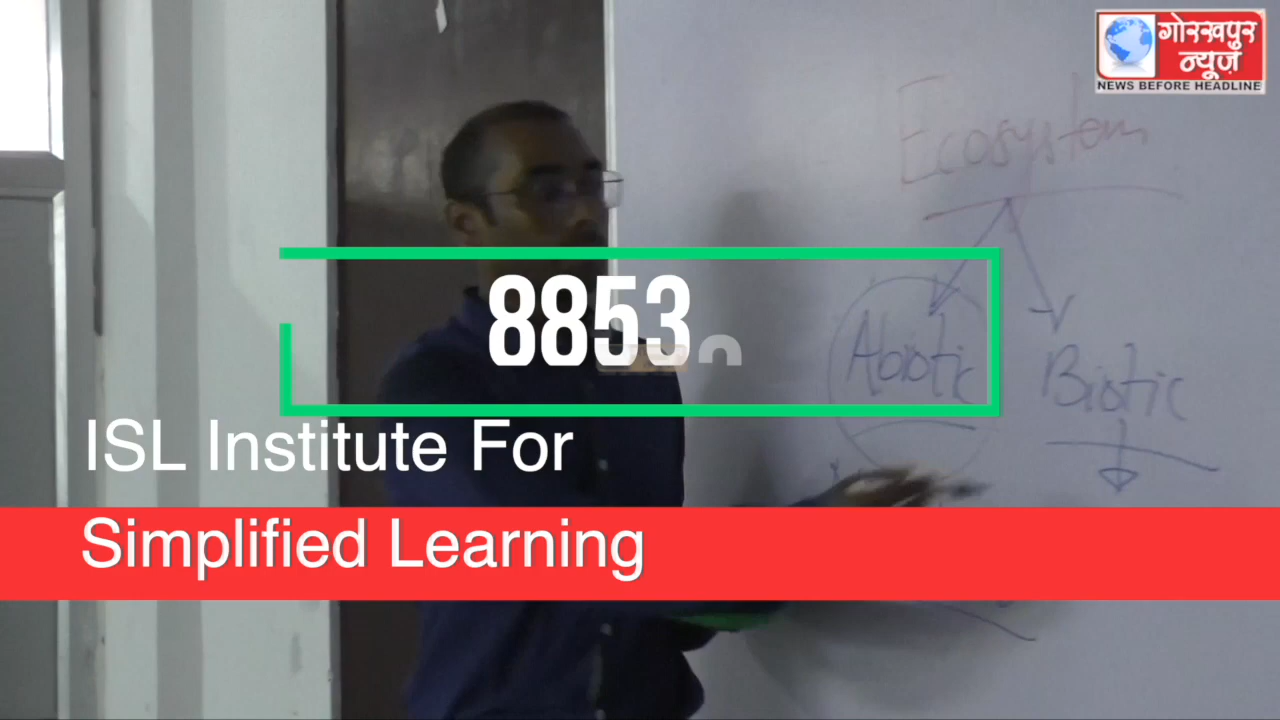 गोरखपुर
न्यूज़
NEWS BEFORE HEADLINE
Ecosystem
Abiotic
Biotic
8853
ISL Institute For
Simplified Learning